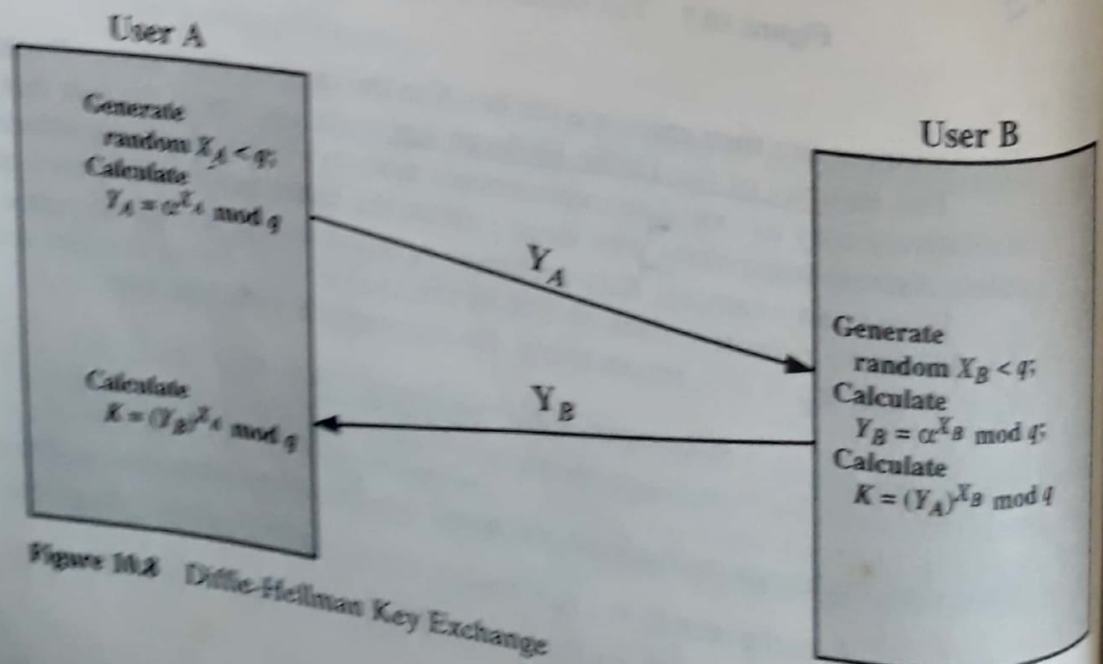 User A
Generate
random X_A < q;
Calculate
Y_A = α^{X_A} mod q
Calculate
K = (Y_B)^{X_A} mod q
Y_A
Y_B
User B
Generate
random X_B < q;
Calculate
Y_B = α^{X_B} mod q;
Calculate
K = (Y_A)^{X_B} mod q
Figure 10.8 Diffie-Hellman Key Exchange